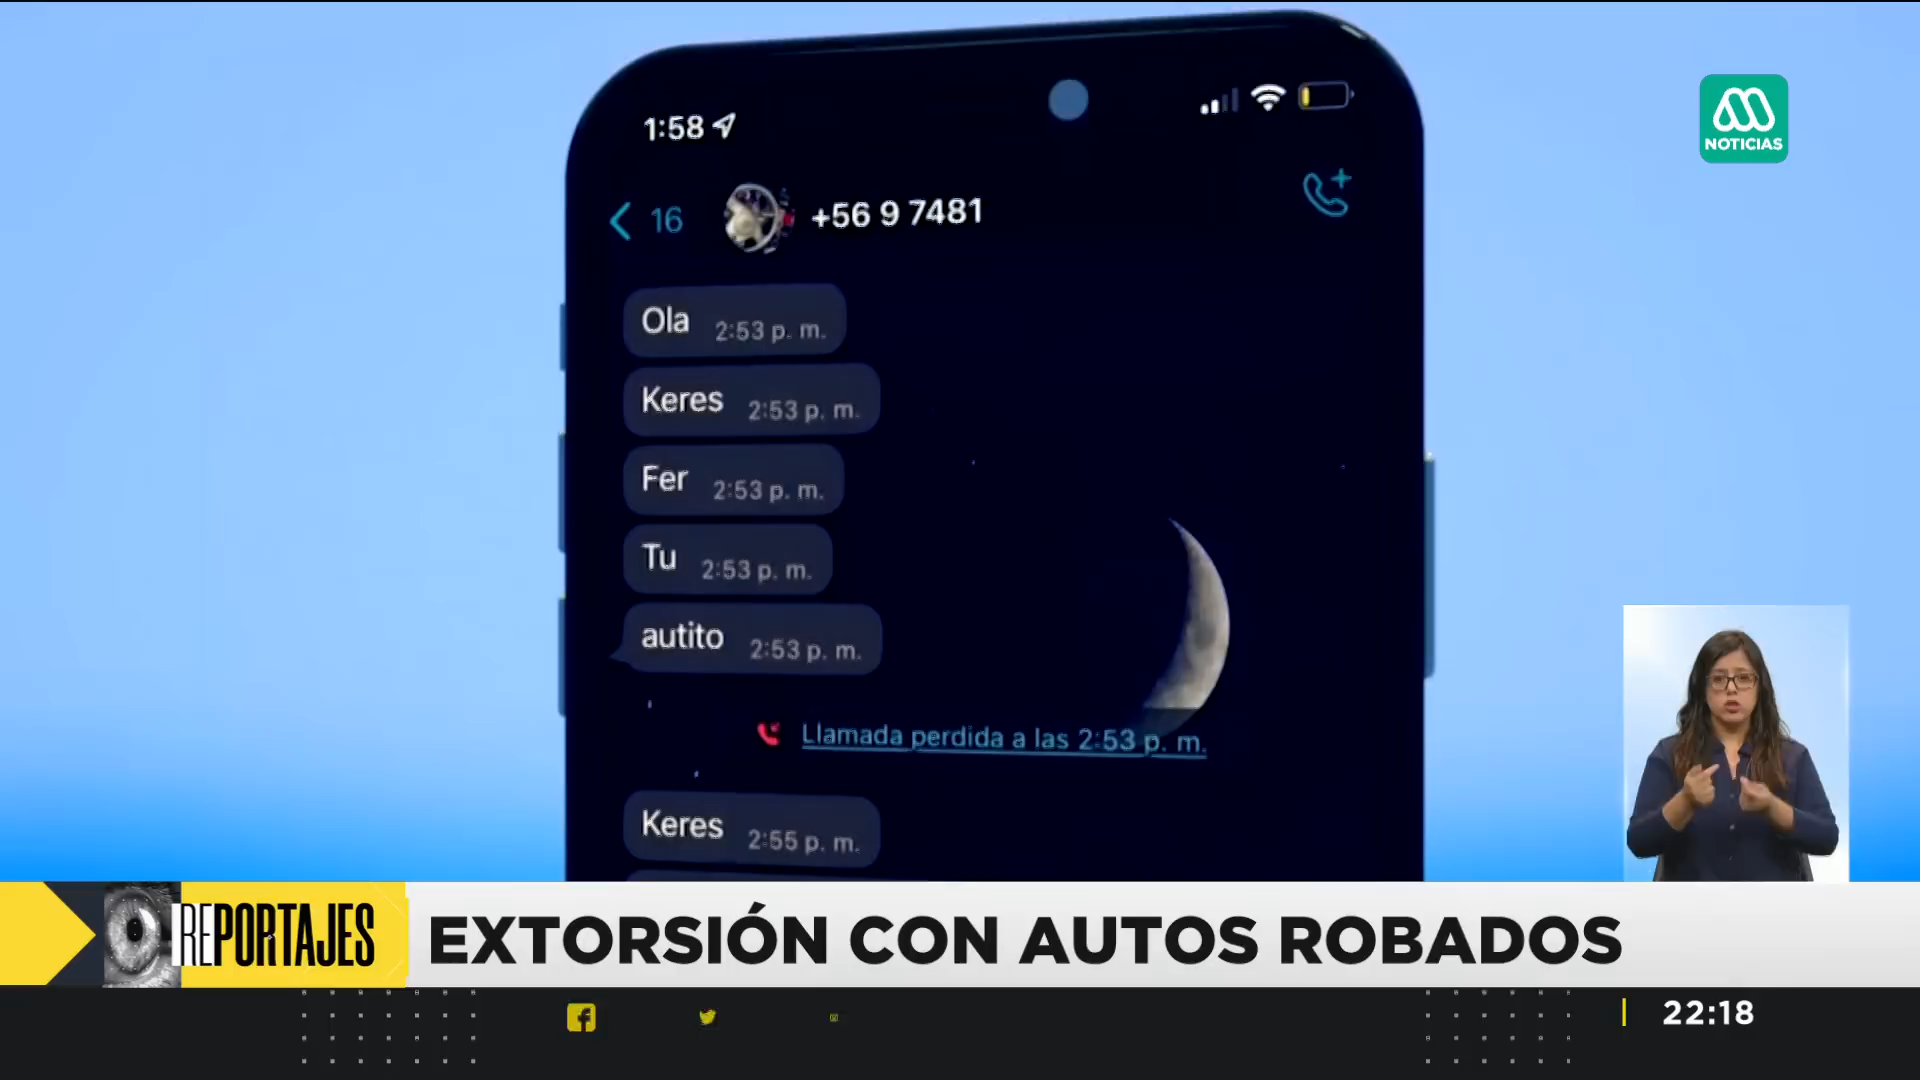 1:58
NOTICIAS
16
+56 9 7481
Ola 2:53 p. m.
Keres 2:53 p. m.
Fer 2:53 p. m.
Tu 2:53 p. m.
autito 2:53 p. m.
Llamada perdida a las 2:53 p. m.
Keres 2:55 p. m.
REPORTAJES
EXTORSIÓN CON AUTOS ROBADOS
22:18